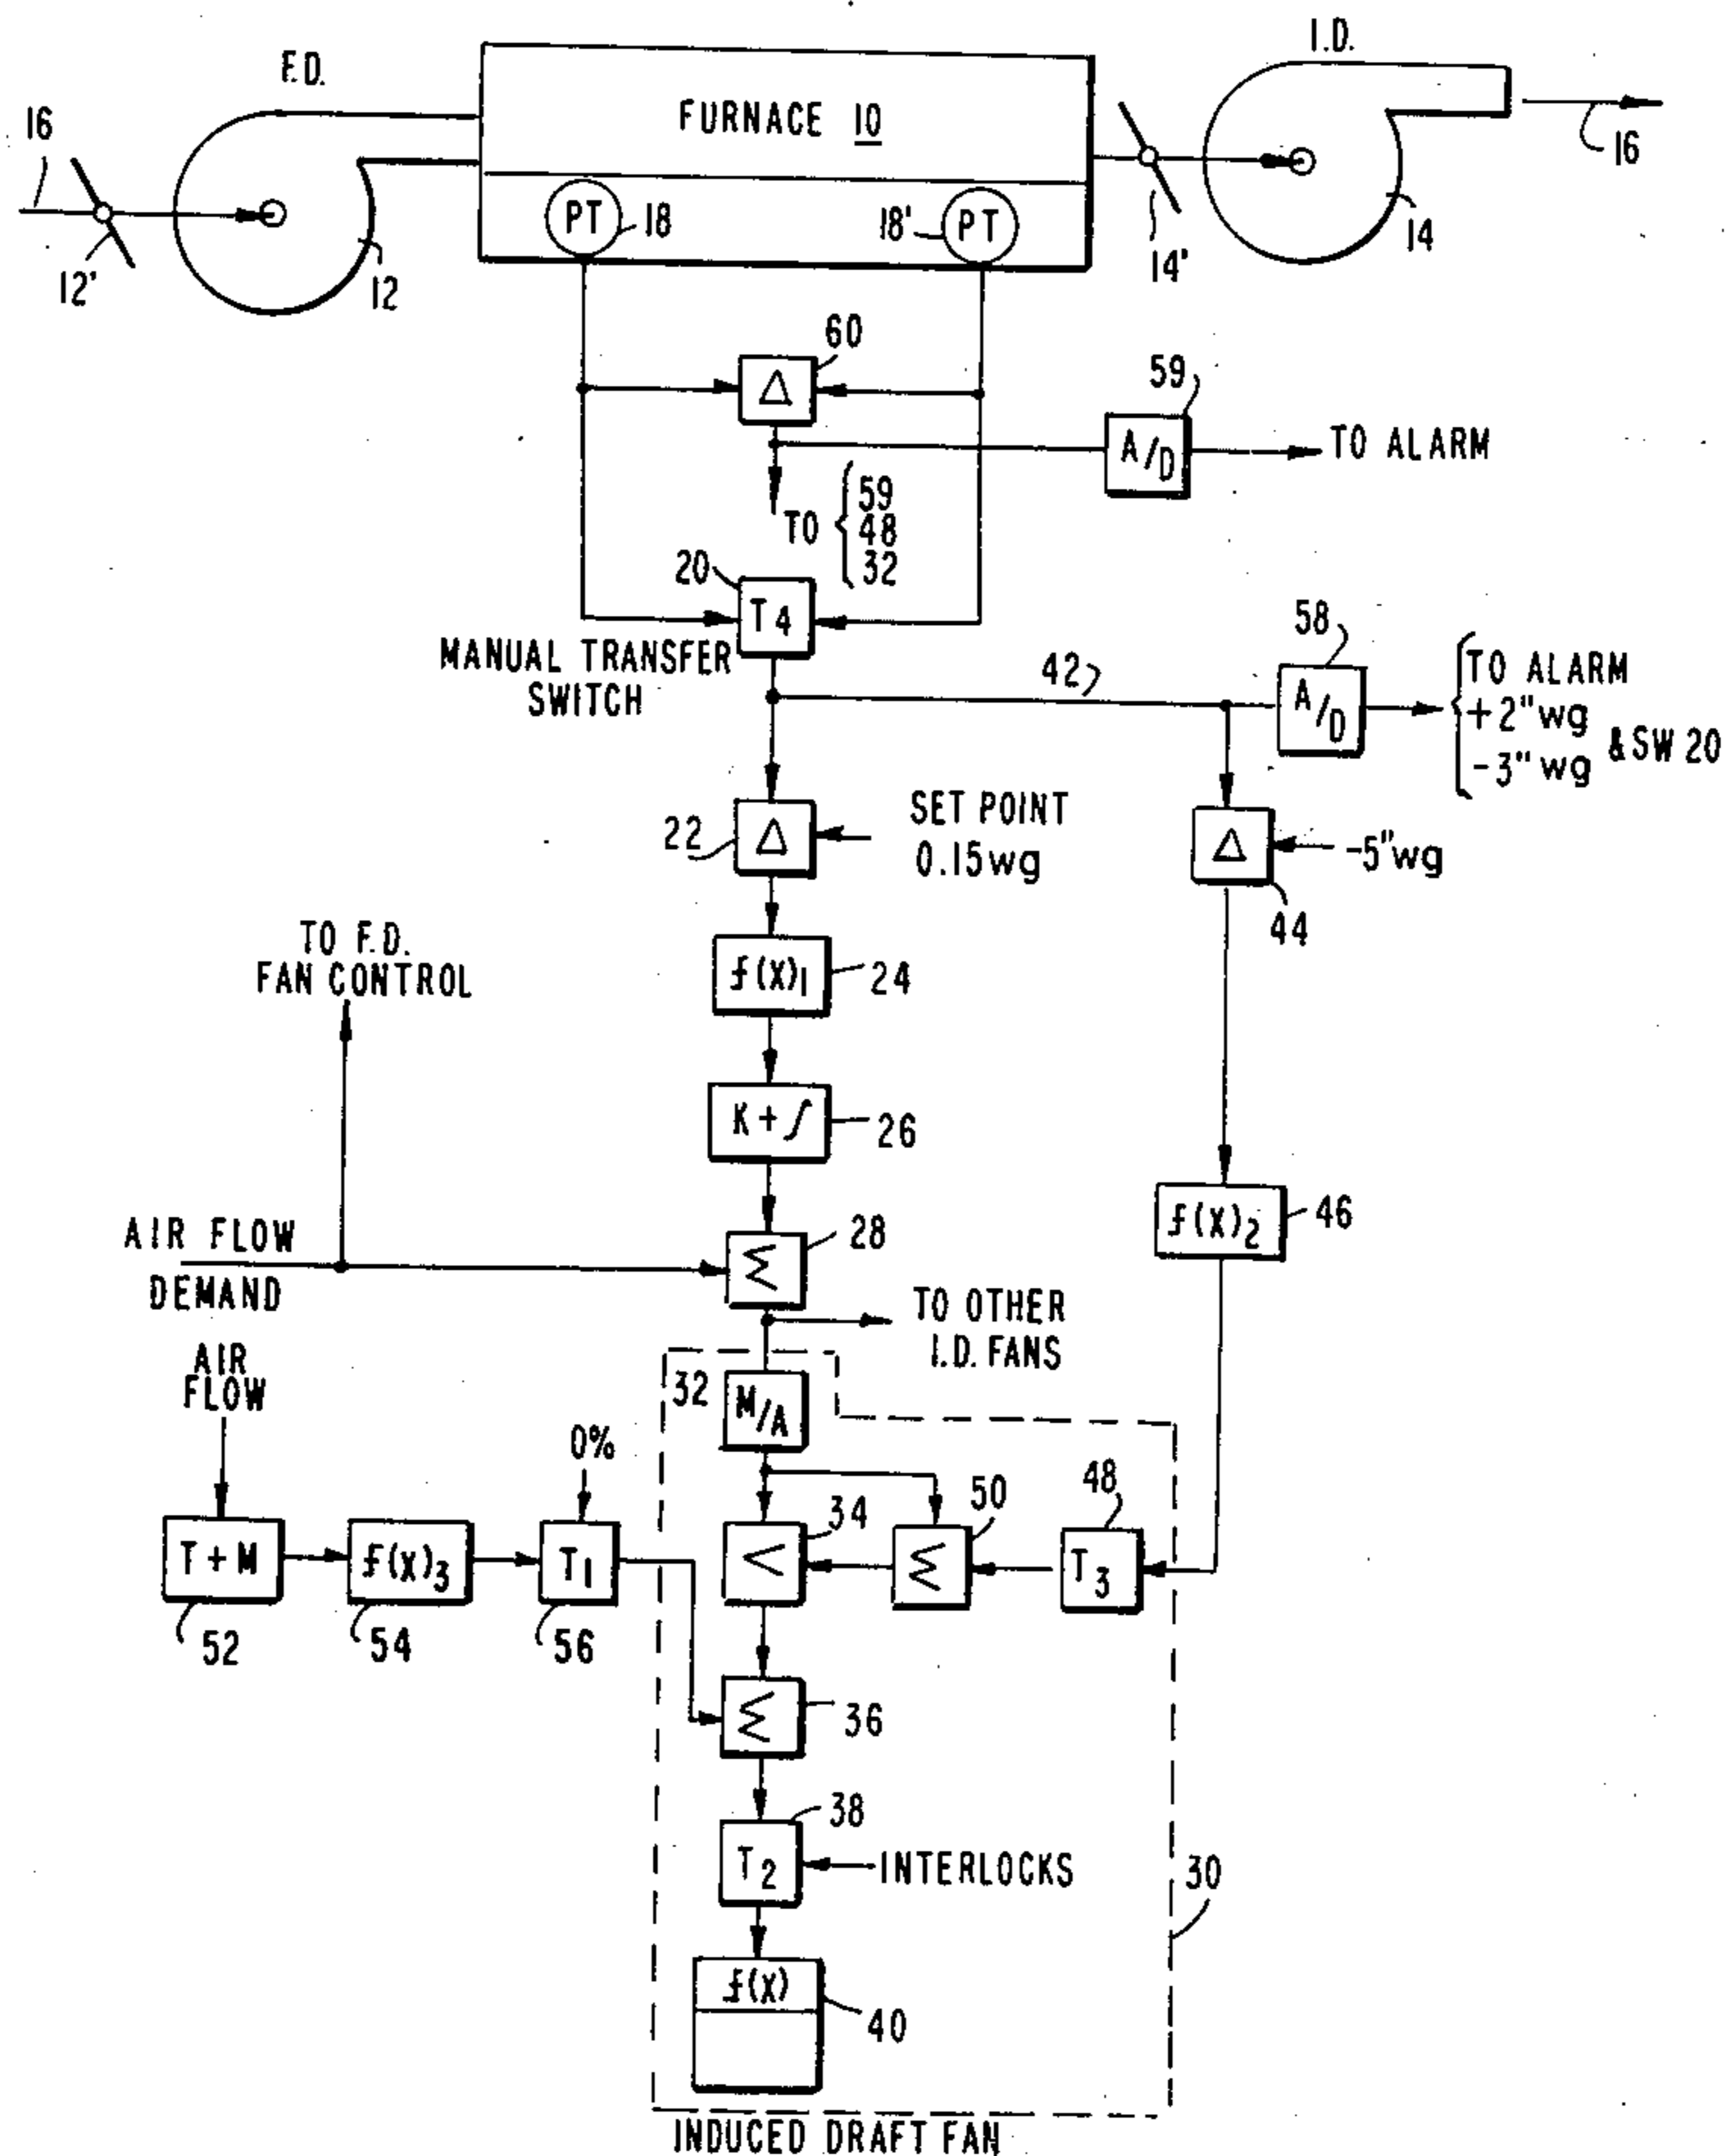 F.D.
I.D.
16
FURNACE 10
16
12'
12
PT 18
18' PT
14'
14
60
Δ
59
A/D
TO ALARM
TO { 59
48
32
20
T4
MANUAL TRANSFER
SWITCH
42
58
A/D
TO ALARM
+2"wg
-3"wg
&SW 20
22
Δ
SET POINT
0.15wg
Δ
-5"wg
44
TO F.D.
FAN CONTROL
f(X)1
24
K+∫
26
f(X)2
46
AIR FLOW
DEMAND
28
Σ
TO OTHER
I.D. FANS
AIR
FLOW
32
M/A
0%
34
50
48
T+M
f(X)3
T1
<
Σ
T3
52
54
56
Σ
36
38
T2
INTERLOCKS
30
f(X)
40
INDUCED DRAFT FAN